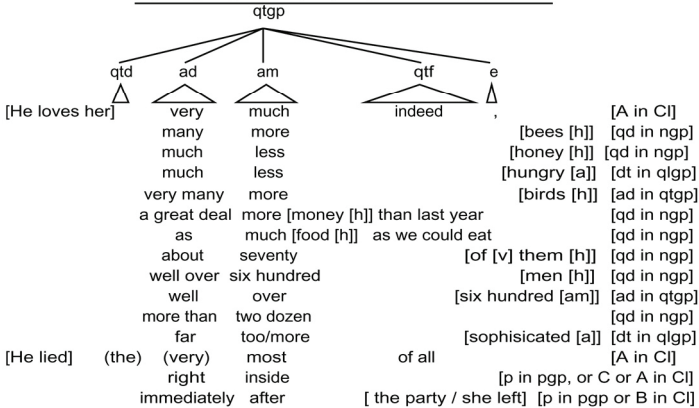 qtgp
qtd ad am qtf e
[He loves her] very much indeed , [A in Cl]
many more [bees [h]] [qd in ngp]
much less [honey [h]] [qd in ngp]
much less [hungry [a]] [dt in qlgp]
very many more [birds [h]] [ad in qtgp]
a great deal more [money [h]] than last year [qd in ngp]
as much [food [h]] as we could eat [qd in ngp]
about seventy [of [v] them [h]] [qd in ngp]
well over six hundred [men [h]] [qd in ngp]
well over [six hundred [am]] [ad in qtgp]
more than two dozen [qd in ngp]
far too/more [sophisicated [a]] [dt in qlgp]
[He lied] (the) (very) most of all [A in Cl]
right inside [p in pgp, or C or A in Cl]
immediately after [ the party / she left] [p in pgp or B in Cl]